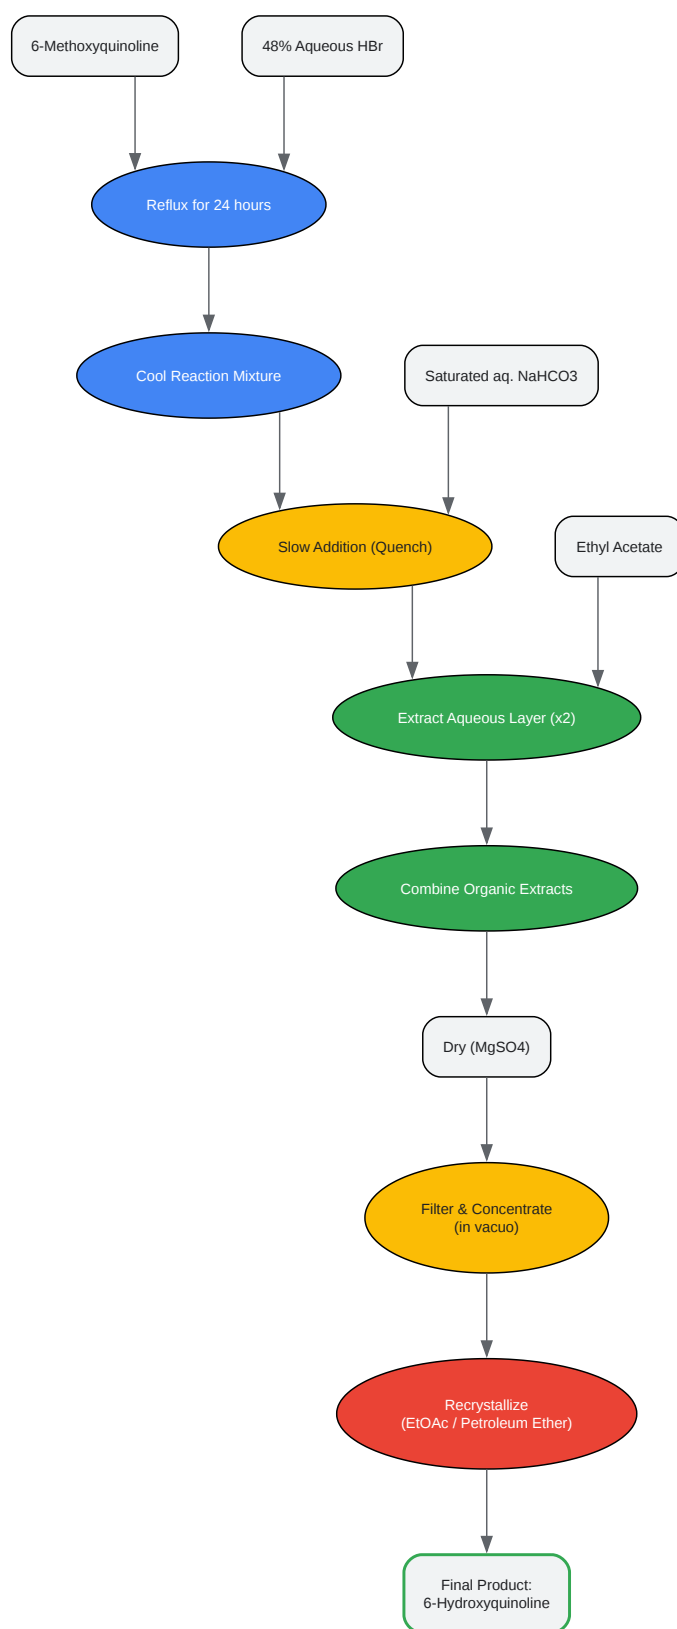 6-Methoxyquinoline
48% Aqueous HBr
Reflux for 24 hours
Cool Reaction Mixture
Saturated aq. NaHCO3
Slow Addition (Quench)
Ethyl Acetate
Extract Aqueous Layer (x2)
Combine Organic Extracts
Dry (MgSO4)
Filter & Concentrate
(in vacuo)
Recrystallize
(EtOAc / Petroleum Ether)
Final Product:
6-Hydroxyquinoline